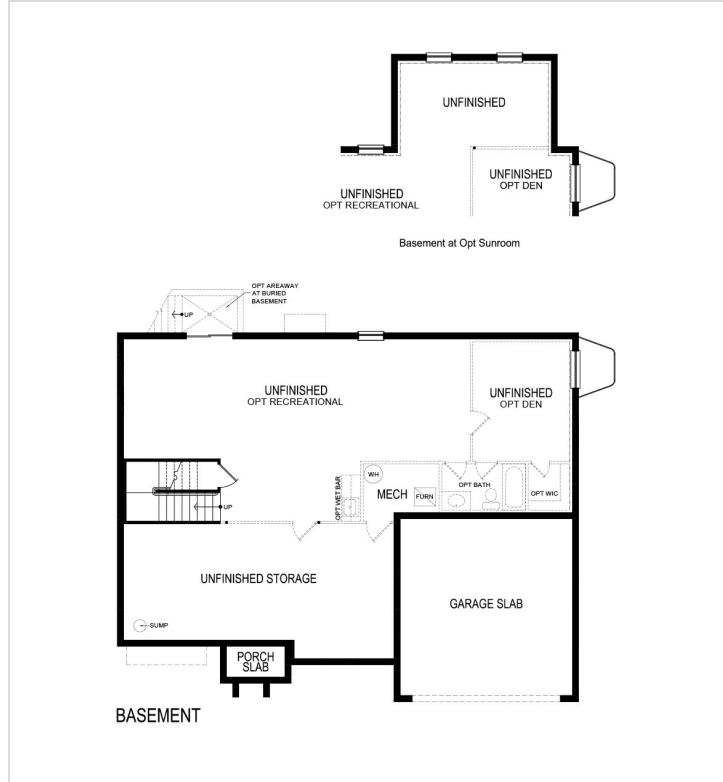 UNFINISHED
UNFINISHED
OPT DEN
UNFINISHED
OPT RECREATIONAL
Basement at Opt Sunroom
OPT AREAWAY
AT BURIED
BASEMENT
UP
UNFINISHED
OPT RECREATIONAL
UNFINISHED
OPT DEN
WH
MECH
FURN
OPT BATH
OPT WIC
OPT WET BAR
UP
UNFINISHED STORAGE
GARAGE SLAB
SUMP
PORCH
SLAB
BASEMENT